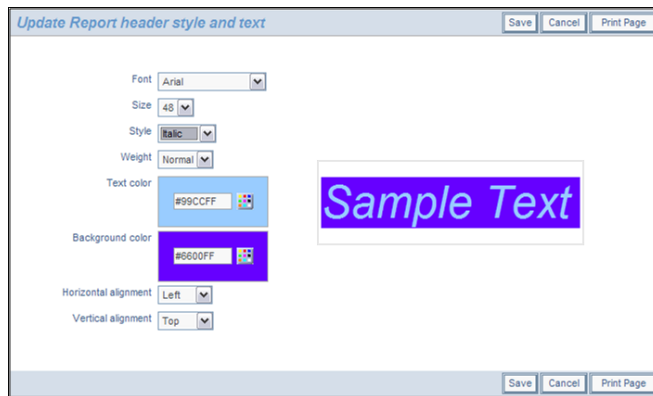 Update Report header style and text
Save Cancel Print Page
Font Arial
Size 48
Style Italic
Weight Normal
Text color
#99CCFF
Background color
#6600FF
Sample Text
Horizontal alignment Left
Vertical alignment Top
Save Cancel Print Page